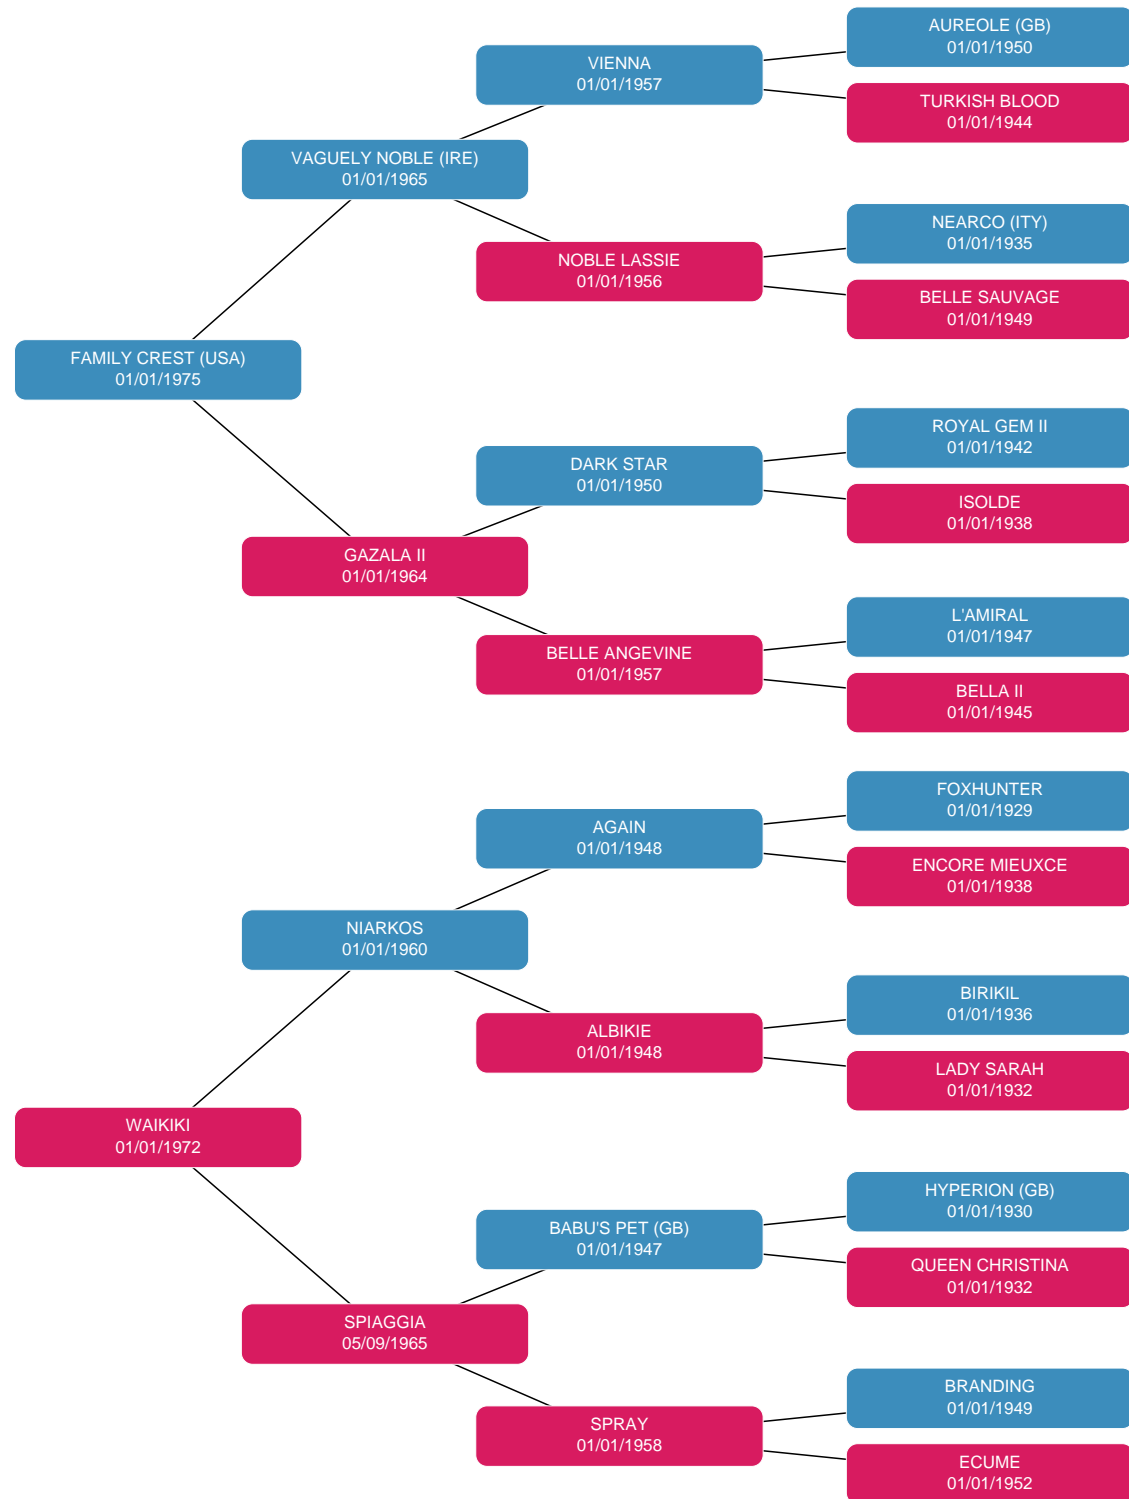 AUREOLE (GB)
01/01/1950
VIENNA
01/01/1957
TURKISH BLOOD
01/01/1944
VAGUELY NOBLE (IRE)
01/01/1965
NEARCO (ITY)
01/01/1935
NOBLE LASSIE
01/01/1956
BELLE SAUVAGE
01/01/1949
FAMILY CREST (USA)
01/01/1975
ROYAL GEM II
01/01/1942
DARK STAR
01/01/1950
ISOLDE
01/01/1938
GAZALA II
01/01/1964
L'AMIRAL
01/01/1947
BELLE ANGEVINE
01/01/1957
BELLA II
01/01/1945
FOXHUNTER
01/01/1929
AGAIN
01/01/1948
ENCORE MIEUXCE
01/01/1938
NIARKOS
01/01/1960
BIRIKIL
01/01/1936
ALBIKIE
01/01/1948
LADY SARAH
01/01/1932
WAIKIKI
01/01/1972
HYPERION (GB)
01/01/1930
BABU'S PET (GB)
01/01/1947
QUEEN CHRISTINA
01/01/1932
SPIAGGIA
05/09/1965
BRANDING
01/01/1949
SPRAY
01/01/1958
ECUME
01/01/1952